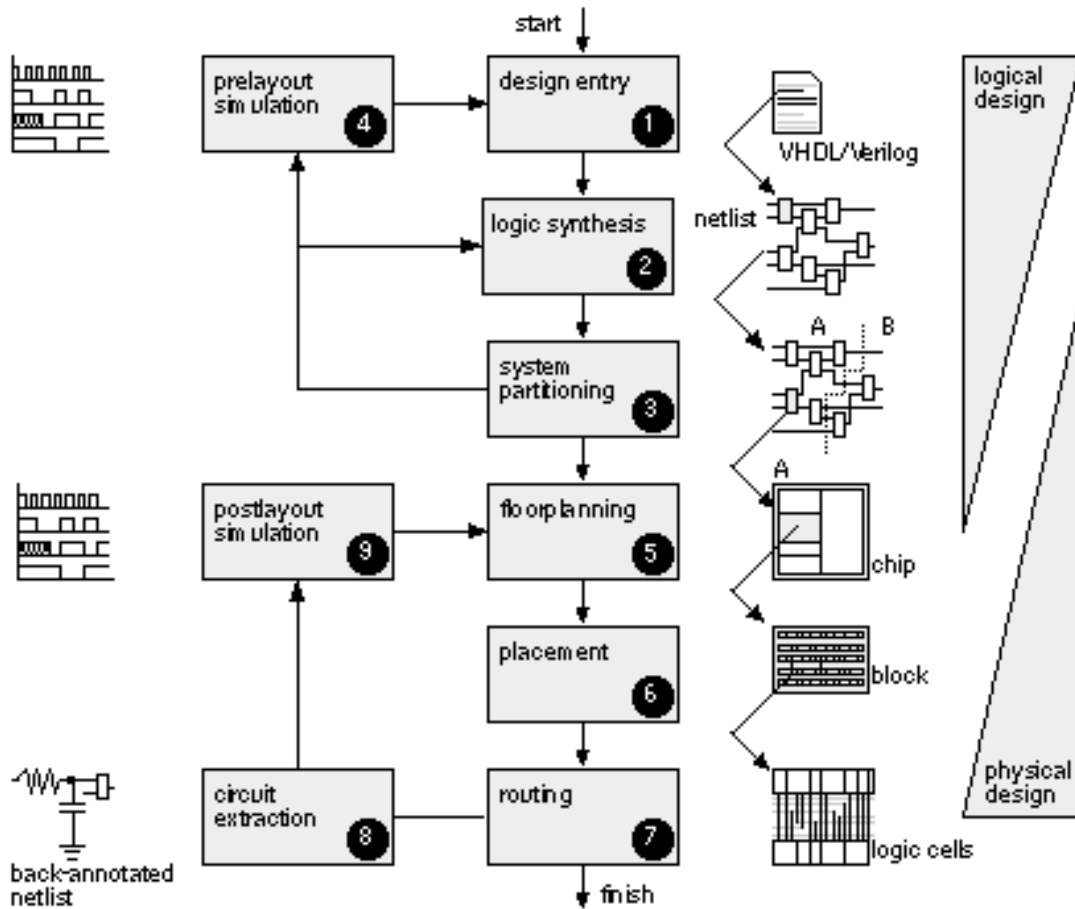 start
prelayout
simulation
4
design entry
1
logical
design
VHDL/Verilog
logic synthesis
2
netlist
A
B
system
partitioning
3
A
postlayout
simulation
9
floorplanning
5
chip
placement
6
block
circuit
extraction
8
routing
7
physical
design
logic cells
back-annotated
netlist
finish